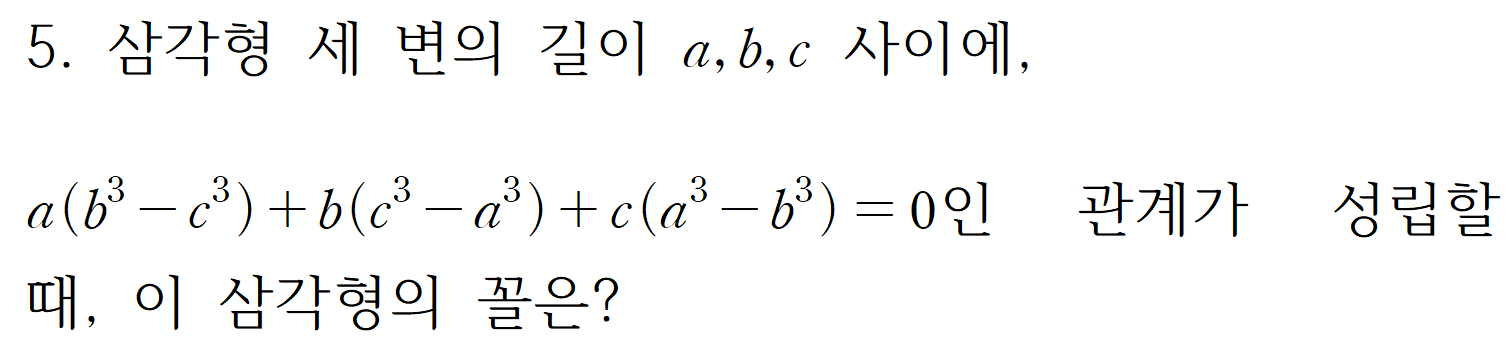 5. 삼각형 세 변의 길이 a, b, c 사이에,
a(b³－c³)＋b(c³－a³)＋c(a³－b³)＝0인 관계가 성립할
때, 이 삼각형의 꼴은?